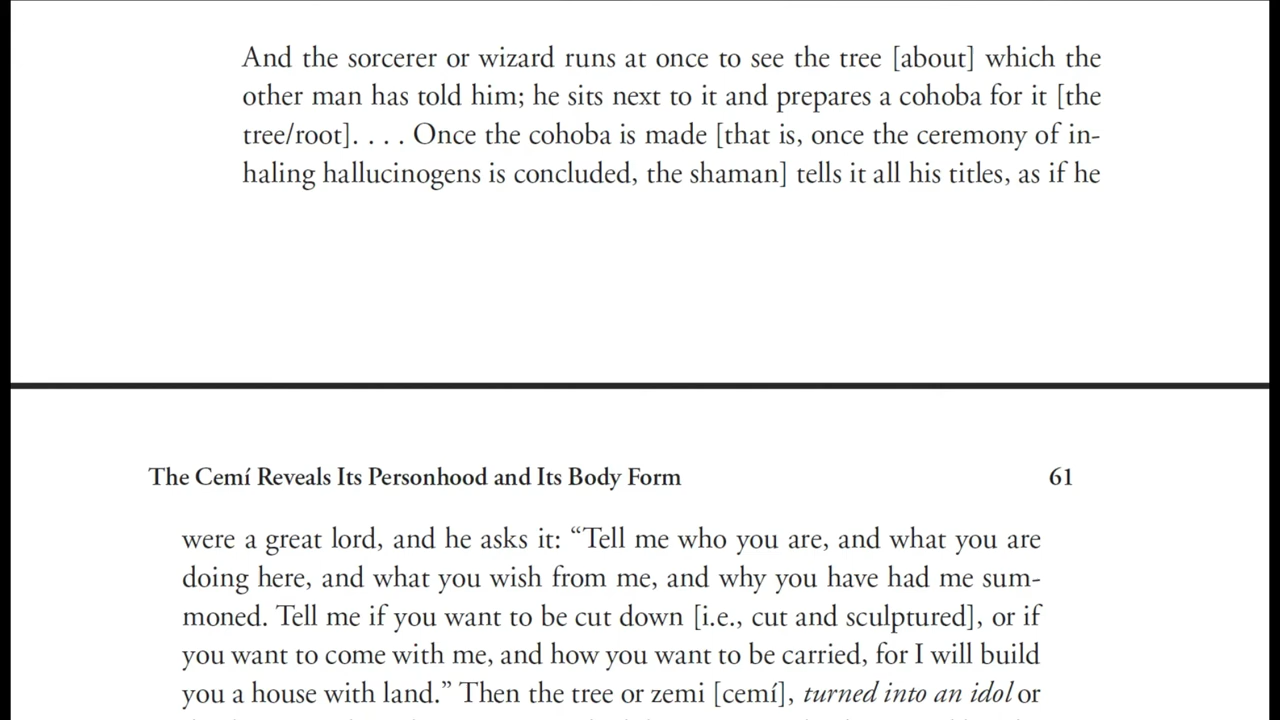 And the sorcerer or wizard runs at once to see the tree [about] which the
other man has told him; he sits next to it and prepares a cohoba for it [the
tree/root]. . . . Once the cohoba is made [that is, once the ceremony of in-
haling hallucinogens is concluded, the shaman] tells it all his titles, as if he
The Cemí Reveals Its Personhood and Its Body Form 61
were a great lord, and he asks it: “Tell me who you are, and what you are
doing here, and what you wish from me, and why you have had me sum-
moned. Tell me if you want to be cut down [i.e., cut and sculptured], or if
you want to come with me, and how you want to be carried, for I will build
you a house with land.” Then the tree or zemi [cemí], turned into an idol or